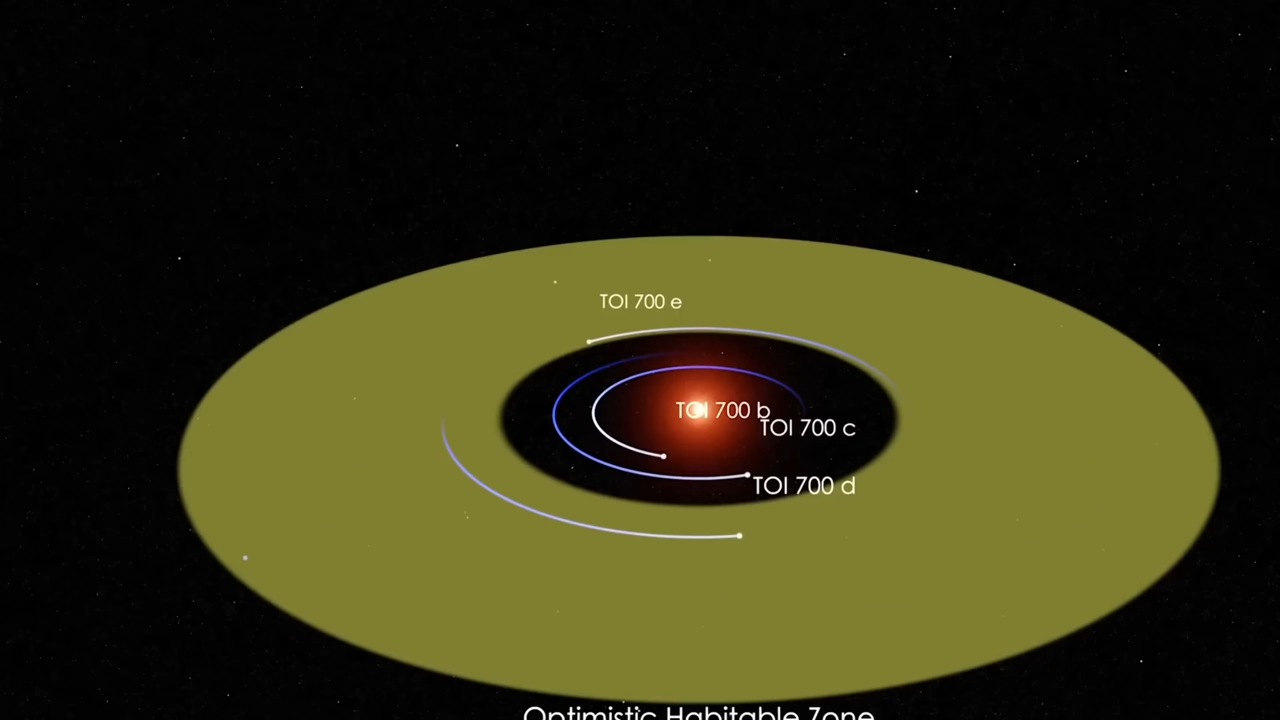 TOI 700 e
TOI 700 b
TOI 700 c
TOI 700 d
Optimistic Habitable Zone